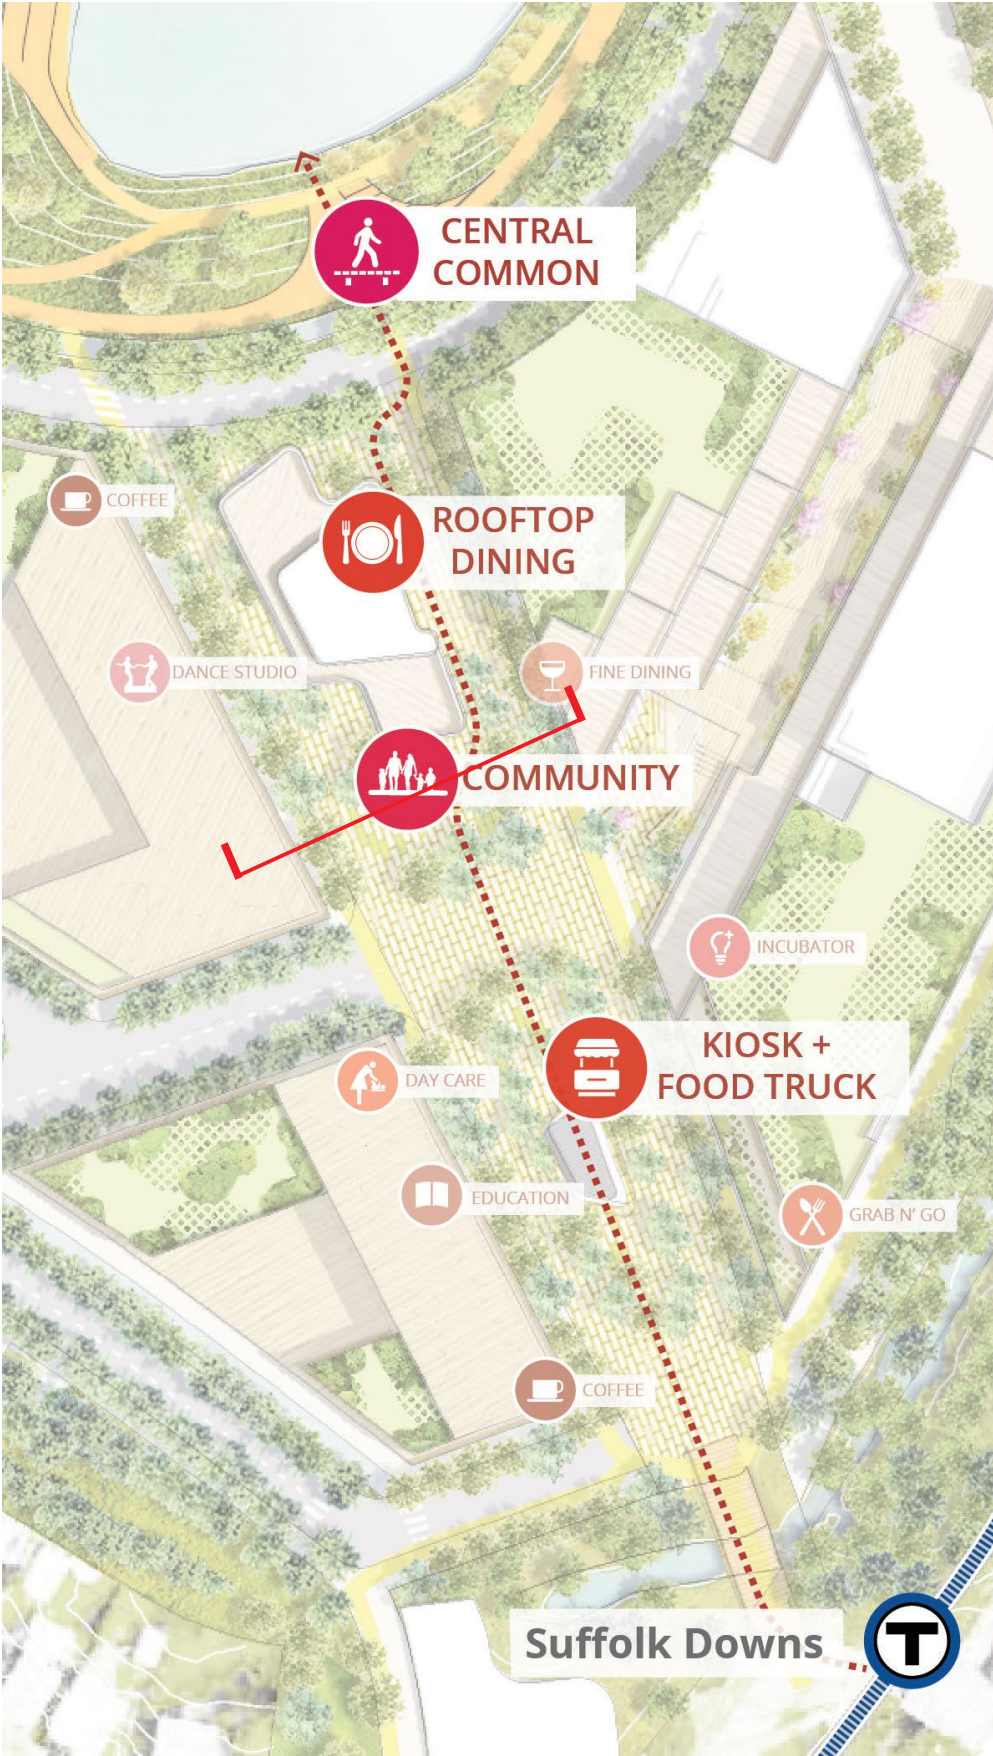 CENTRAL
COMMON
COFFEE
ROOFTOP
DINING
DANCE STUDIO
FINE DINING
COMMUNITY
INCUBATOR
KIOSK +
FOOD TRUCK
DAY CARE
EDUCATION
GRAB N' GO
COFFEE
Suffolk Downs
T